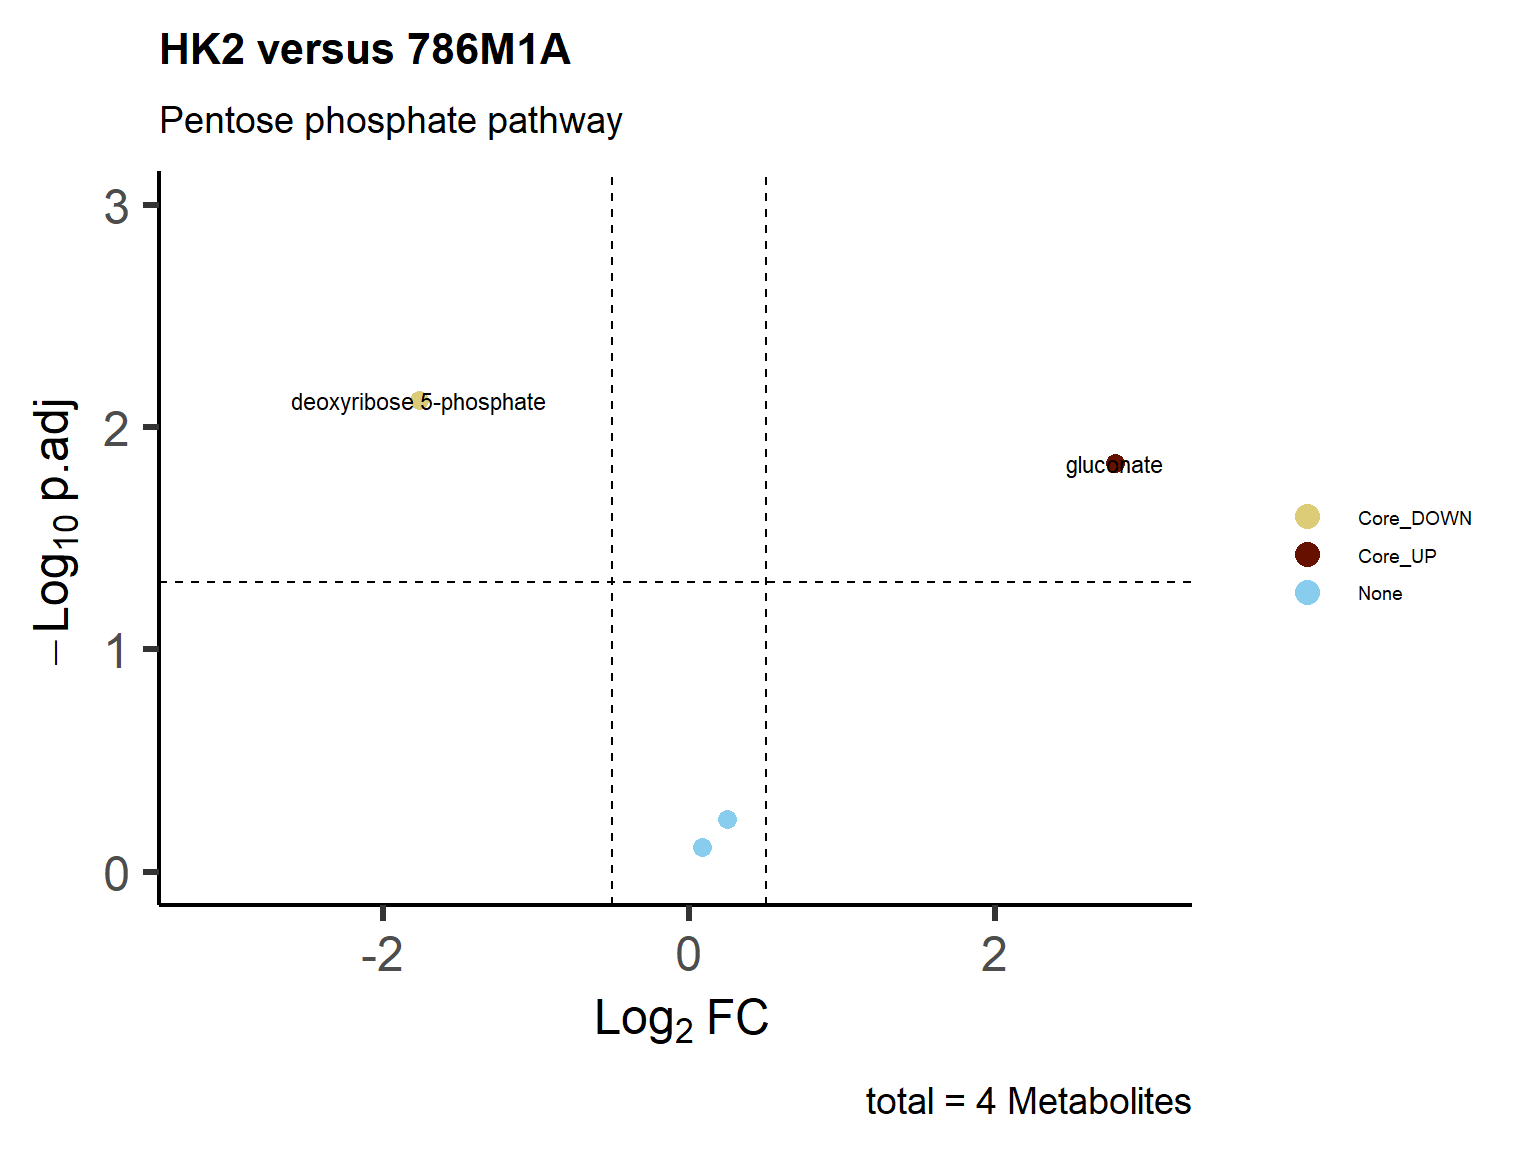 HK2 versus 786M1A
Pentose phosphate pathway
3
2
1
0
−Log10 p.adj
deoxyribose-5-phosphate
gluconate
Core_DOWN
Core_UP
None
-2
0
2
Log2 FC
total = 4 Metabolites